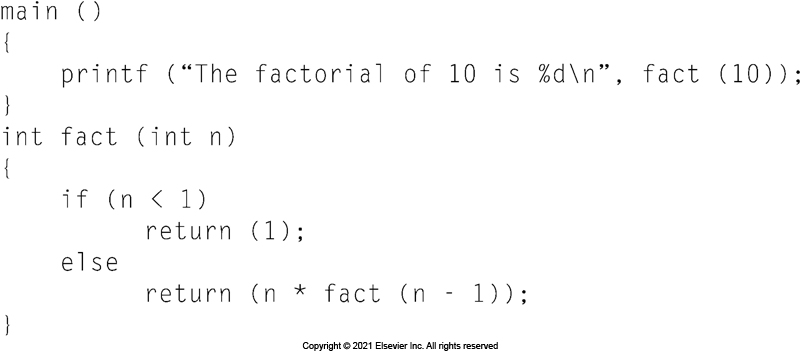 main ()
{
    printf (“The factorial of 10 is %d\n”, fact (10));
}
int fact (int n)
{
    if (n < 1)
        return (1);
    else
        return (n * fact (n - 1));
}
Copyright © 2021 Elsevier Inc. All rights reserved